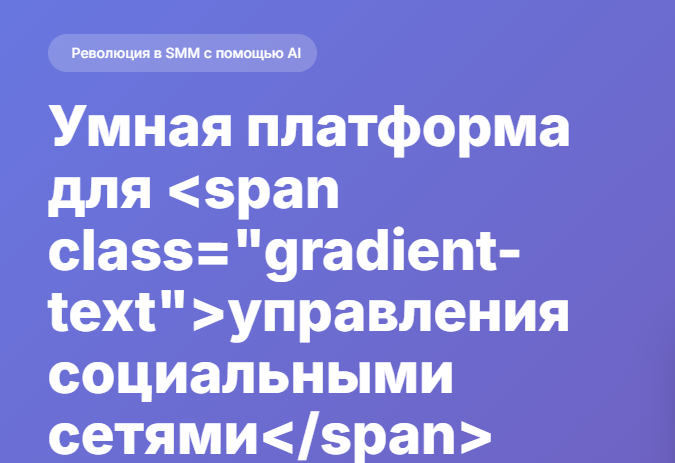 Революция в SMM с помощью AI
Умная платформа
для <span
class="gradient-
text">управления
социальными
сетями</span>